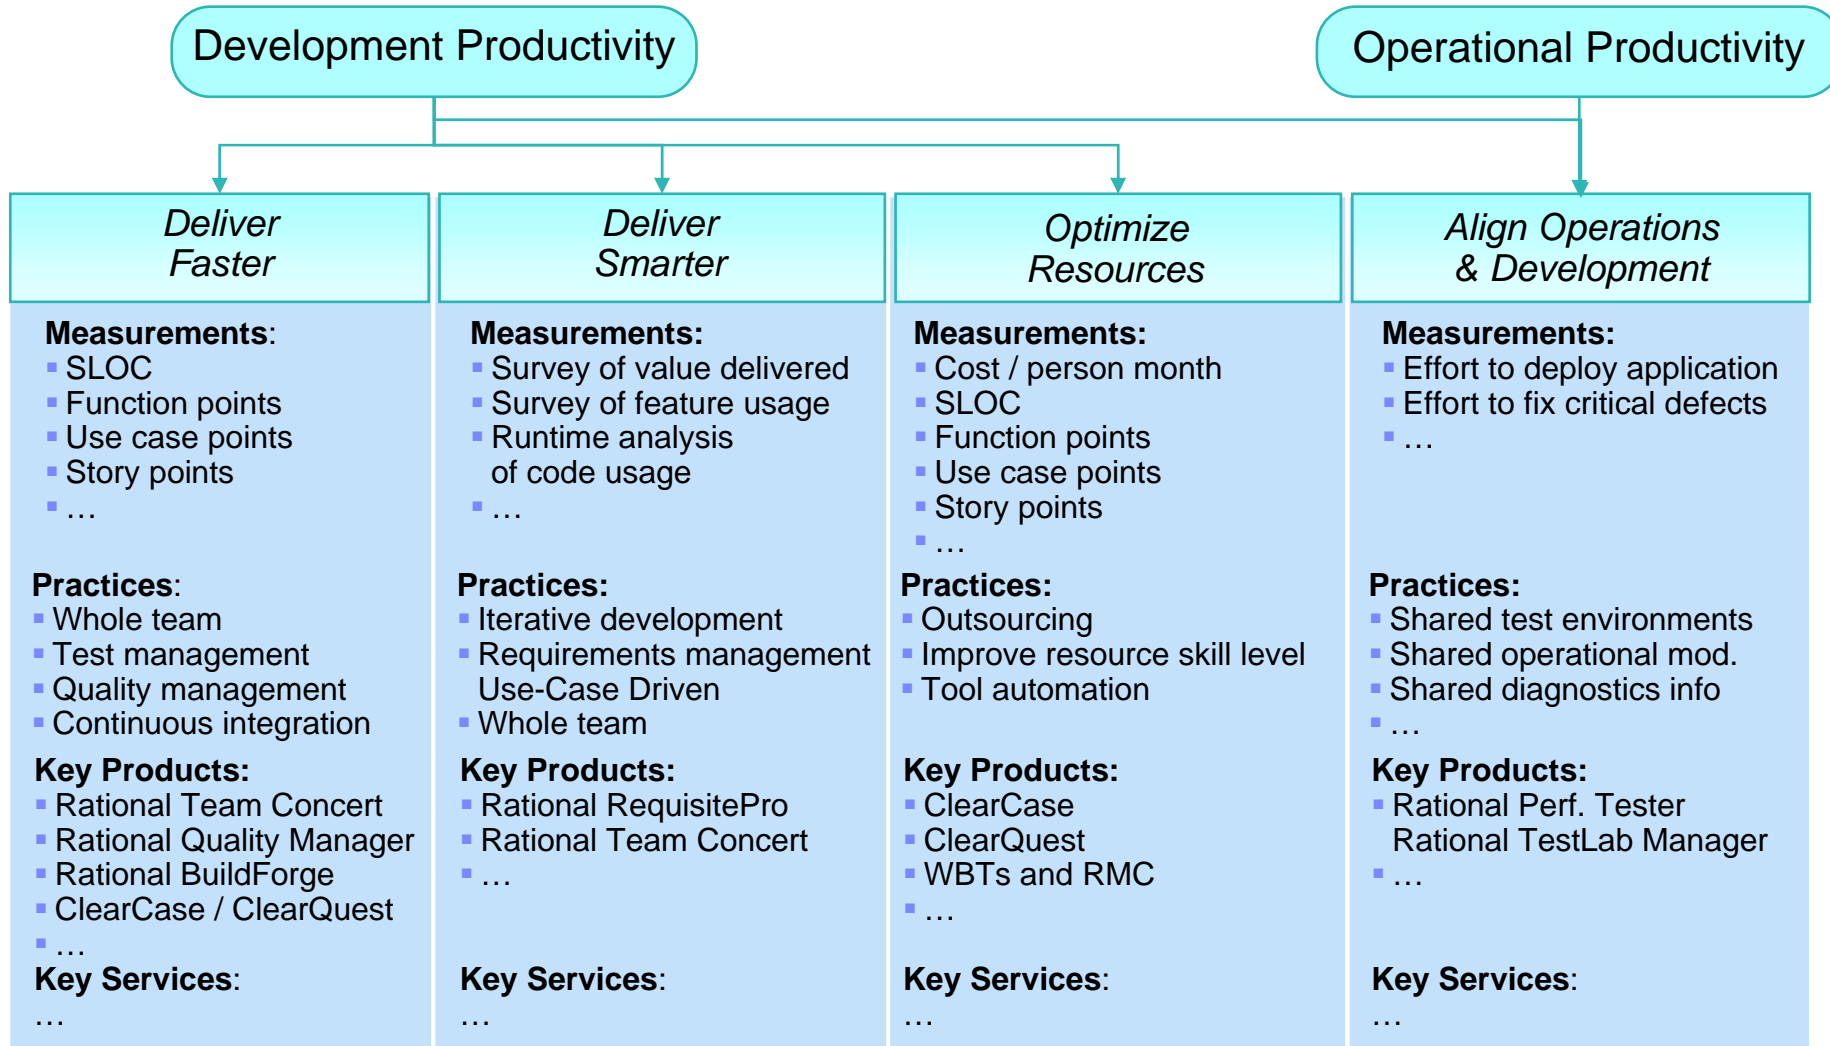 Development Productivity
Operational Productivity
Deliver
Faster
Measurements:
▪ SLOC
▪ Function points
▪ Use case points
▪ Story points
▪ …
Practices:
▪ Whole team
▪ Test management
▪ Quality management
▪ Continuous integration
Key Products:
▪ Rational Team Concert
▪ Rational Quality Manager
▪ Rational BuildForge
▪ ClearCase / ClearQuest
▪ …
Key Services:
…
Deliver
Smarter
Measurements:
▪ Survey of value delivered
▪ Survey of feature usage
▪ Runtime analysis
of code usage
▪ …
Practices:
▪ Iterative development
▪ Requirements management
Use-Case Driven
▪ Whole team
Key Products:
▪ Rational RequisitePro
▪ Rational Team Concert
▪ …
Key Services:
…
Optimize
Resources
Measurements:
▪ Cost / person month
▪ SLOC
▪ Function points
▪ Use case points
▪ Story points
▪ …
Practices:
▪ Outsourcing
▪ Improve resource skill level
▪ Tool automation
Key Products:
▪ ClearCase
▪ ClearQuest
▪ WBTs and RMC
▪ …
Key Services:
…
Align Operations
& Development
Measurements:
▪ Effort to deploy application
▪ Effort to fix critical defects
▪ …
Practices:
▪ Shared test environments
▪ Shared operational mod.
▪ Shared diagnostics info
▪ …
Key Products:
▪ Rational Perf. Tester
Rational TestLab Manager
▪ …
Key Services:
…